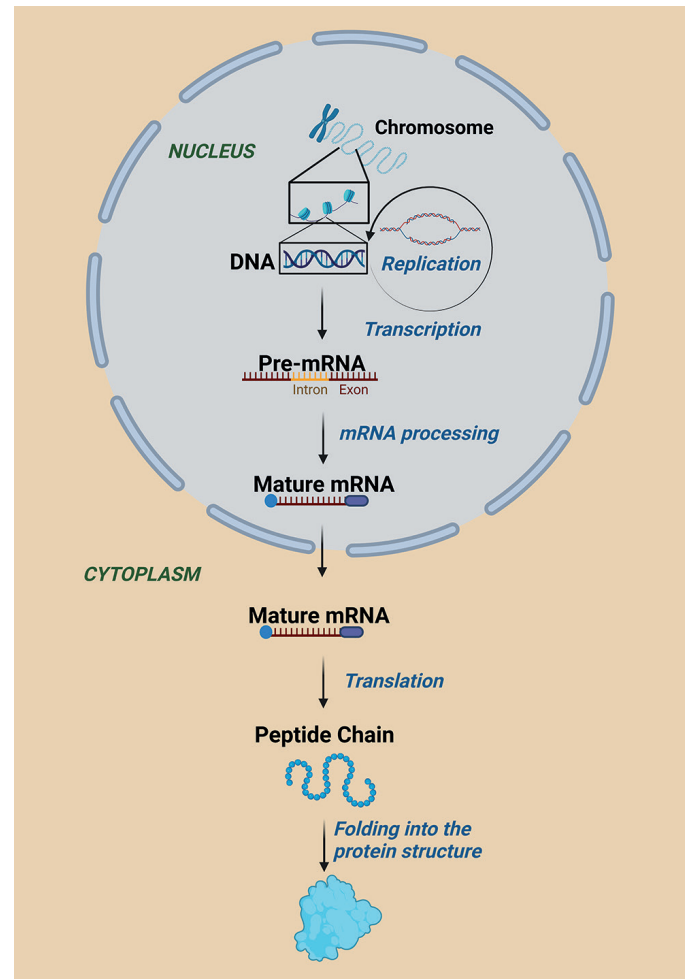 Chromosome
NUCLEUS
DNA
Replication
Transcription
Pre-mRNA
Intron Exon
mRNA processing
Mature mRNA
CYTOPLASM
Mature mRNA
Translation
Peptide Chain
Folding into the
protein structure